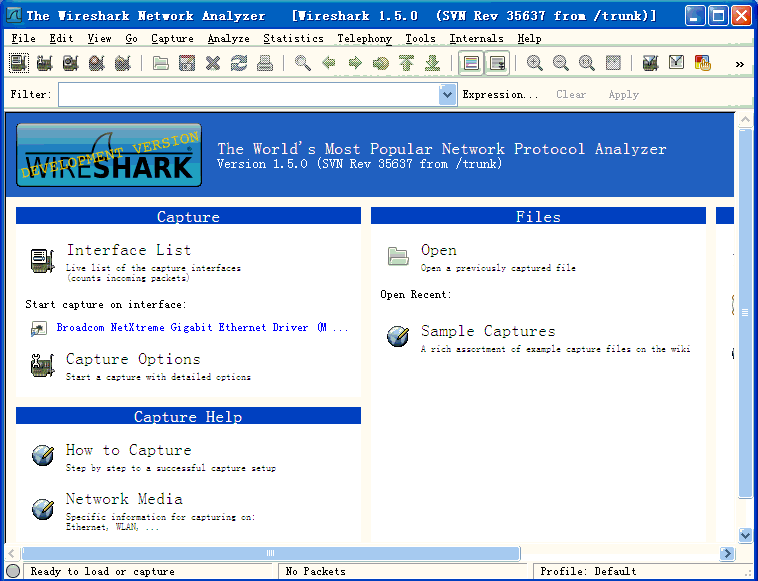 The Wireshark Network Analyzer [Wireshark 1.5.0 (SVN Rev 35637 from /trunk)]
File Edit View Go Capture Analyze Statistics Telephony Tools Internals Help
»
Filter: Expression... Clear Apply
WIRESHARK
DEVELOPMENT VERSION
The World's Most Popular Network Protocol Analyzer
Version 1.5.0 (SVN Rev 35637 from /trunk)
Capture
Interface List
Live list of the capture interfaces
(counts incoming packets)
Start capture on interface:
Broadcom NetXtreme Gigabit Ethernet Driver (M ...
Capture Options
Start a capture with detailed options
Capture Help
How to Capture
Step by step to a successful capture setup
Network Media
Specific information for capturing on:
Ethernet, WLAN, ...
Files
Open
Open a previously captured file
Open Recent:
Sample Captures
A rich assortment of example capture files on the wiki
Ready to load or capture No Packets Profile: Default